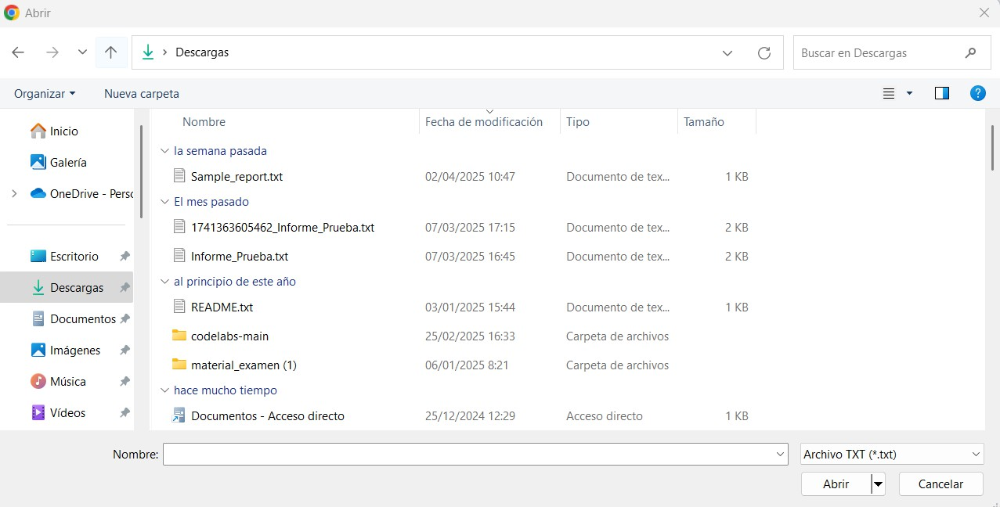 Abrir
Descargas
Buscar en Descargas
Organizar
Nueva carpeta
?
Nombre Fecha de modificación Tipo Tamaño
Inicio
Galería
OneDrive - Perso
Escritorio
Descargas
Documentos
Imágenes
Música
Vídeos
la semana pasada
Sample_report.txt 02/04/2025 10:47 Documento de tex... 1 KB
El mes pasado
1741363605462_Informe_Prueba.txt 07/03/2025 17:15 Documento de tex... 2 KB
Informe_Prueba.txt 07/03/2025 16:45 Documento de tex... 2 KB
al principio de este año
README.txt 03/01/2025 15:44 Documento de tex... 1 KB
codelabs-main 25/02/2025 16:33 Carpeta de archivos
material_examen (1) 06/01/2025 8:21 Carpeta de archivos
hace mucho tiempo
Documentos - Acceso directo 25/12/2024 12:29 Acceso directo 1 KB
Nombre:
Archivo TXT (*.txt)
Abrir
Cancelar